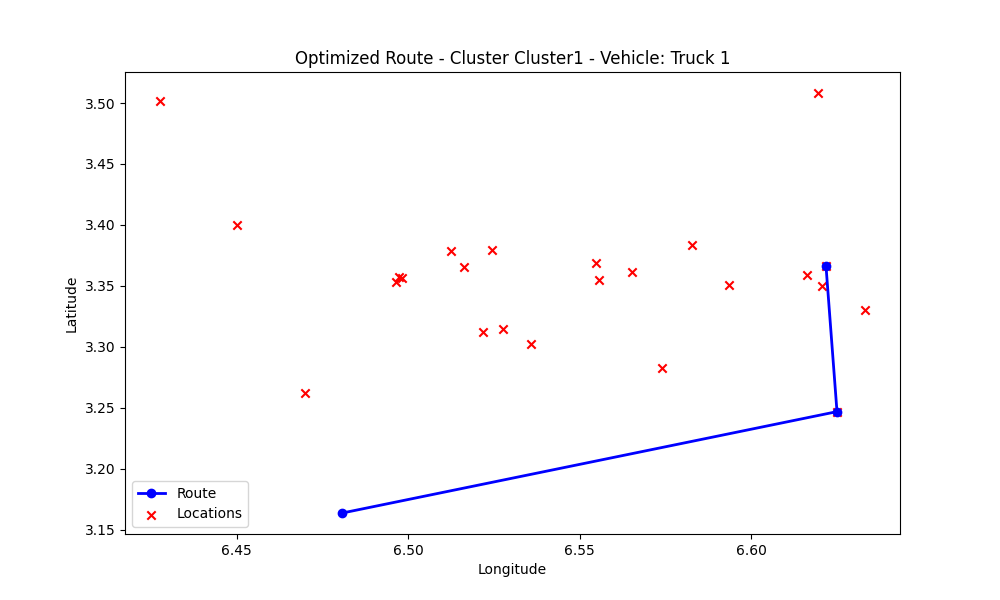 Optimized Route - Cluster Cluster1 - Vehicle: Truck 1
3.50
3.45
3.40
3.35
3.30
3.25
3.20
3.15
Latitude
Route
Locations
6.45 6.50 6.55 6.60
Longitude